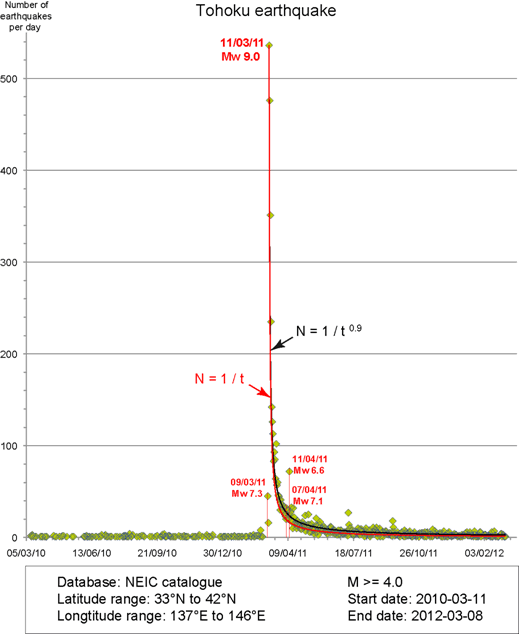 Number of
earthquakes
per day
Tohoku earthquake
11/03/11
Mw 9.0
500
400
300
N = 1 / t 0.9
200
N = 1 / t
100
11/04/11
Mw 6.6
09/03/11
Mw 7.3
07/04/11
Mw 7.1
0
05/03/10 13/06/10 21/09/10 30/12/10 09/04/11 18/07/11 26/10/11 03/02/12
Database: NEIC catalogue M >= 4.0
Latitude range: 33°N to 42°N Start date: 2010-03-11
Longtitude range: 137°E to 146°E End date: 2012-03-08